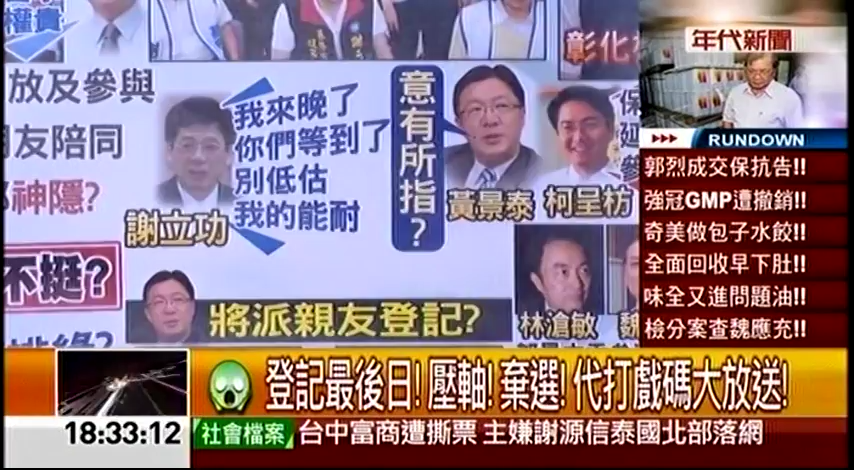 權貴
彰化
放及參與
友陪同
神隱?
不挺?
我來晚了
你們等到了
別低估
我的能耐
謝立功
意有所指?
黃景泰
柯呈枋
保
延
參
將派親友登記?
林滄敏
魏
年代新聞
RUNDOWN
郭烈成交保抗告!!
強冠GMP遭撤銷!!
奇美做包子水餃!!
全面回收早下肚!!
味全又進問題油!!
檢分案查魏應充!!
登記最後日! 壓軸! 棄選! 代打戲碼大放送!
18:33:12
社會檔案
台中富商遭撕票 主嫌謝源信泰國北部落網